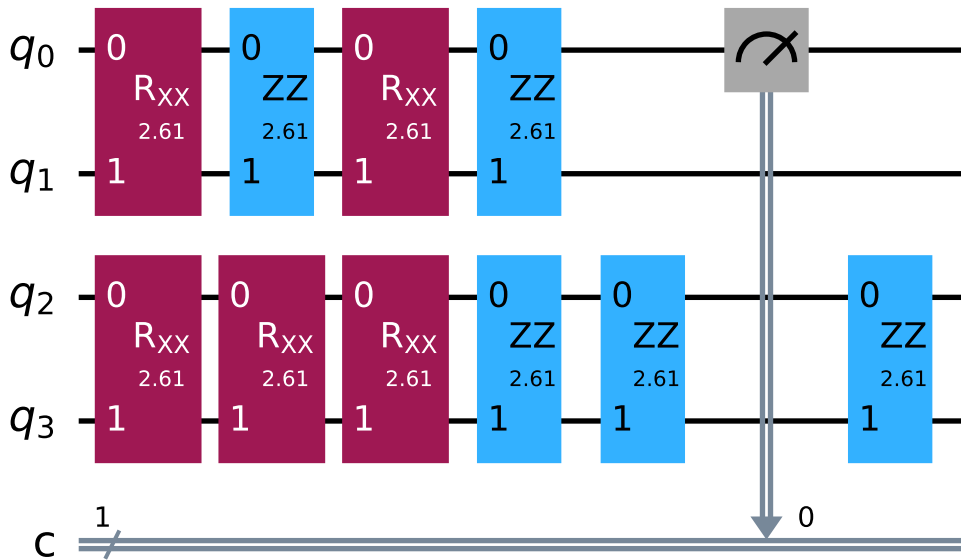 q0 0 0 0 0
RXX ZZ RXX ZZ
2.61 2.61 2.61 2.61
q1 1 1 1 1
q2 0 0 0 0 0 0
RXX RXX RXX ZZ ZZ ZZ
2.61 2.61 2.61 2.61 2.61 2.61
q3 1 1 1 1 1 1
1 0
c